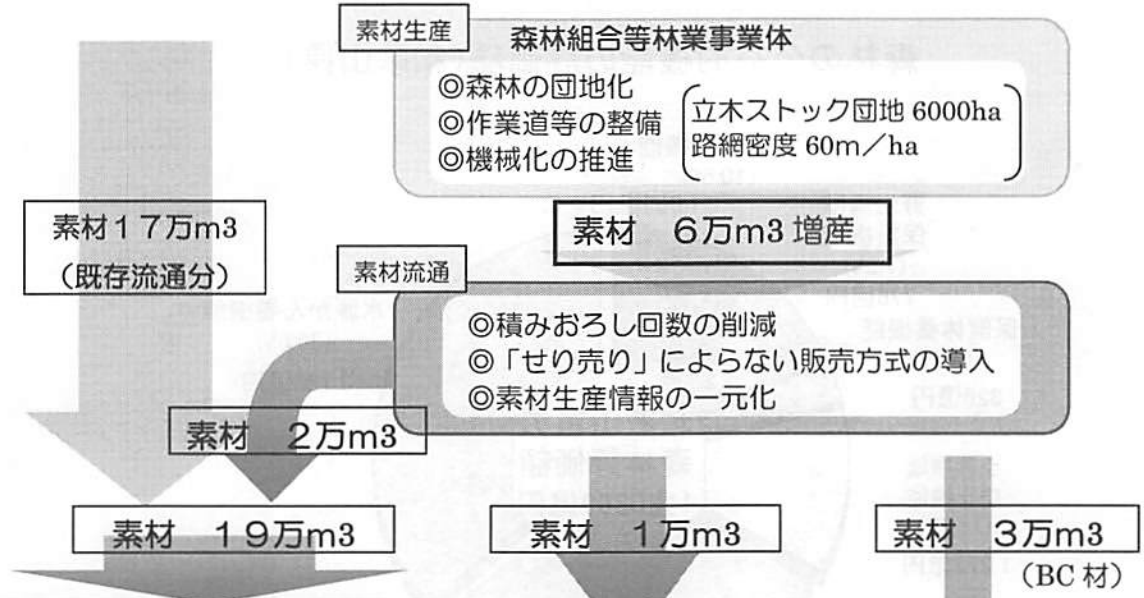 素材生産
森林組合等林業事業体
◎森林の団地化
◎作業道等の整備
◎機械化の推進
立木ストック団地 6000ha
路網密度 60m／ha
素材１７万m3
（既存流通分）
素材　６万m3 増産
素材流通
◎積みおろし回数の削減
◎「せり売り」によらない販売方式の導入
◎素材生産情報の一元化
素材　２万m3
素材　１９万m3
素材　１万m3
素材　３万m3
（BC 材）